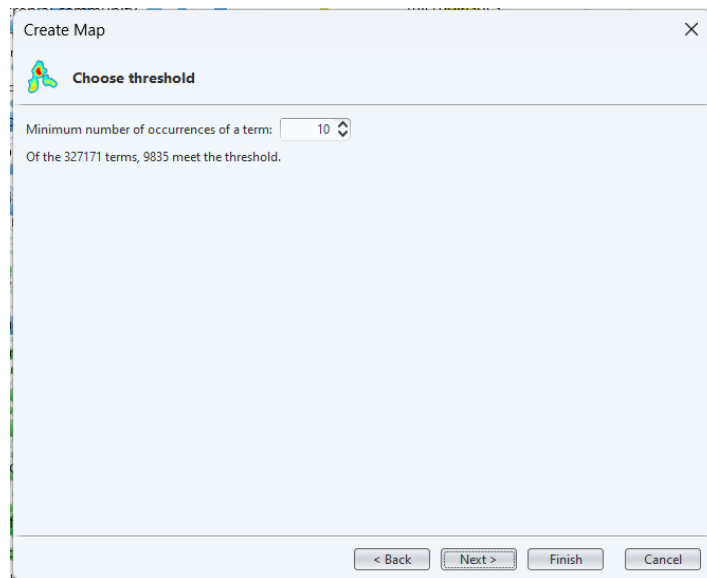 Create Map
Choose threshold
Minimum number of occurrences of a term: 10
Of the 327171 terms, 9835 meet the threshold.
< Back Next > Finish Cancel